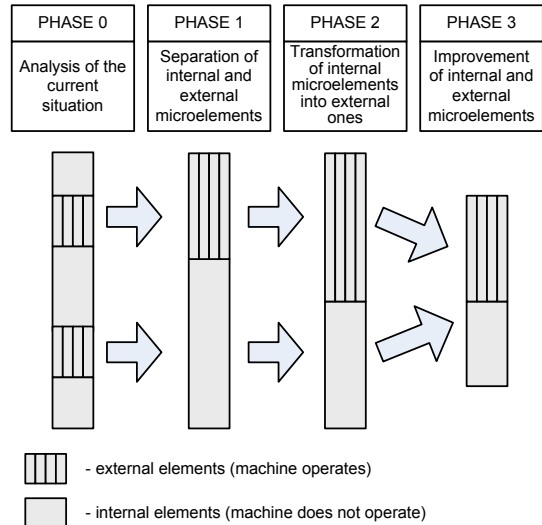 PHASE 0
Analysis of the
current
situation
PHASE 1
Separation of
internal and
external
microelements
PHASE 2
Transformation
of internal
microelements
into external
ones
PHASE 3
Improvement
of internal and
external
microelements
- external elements (machine operates)
- internal elements (machine does not operate)